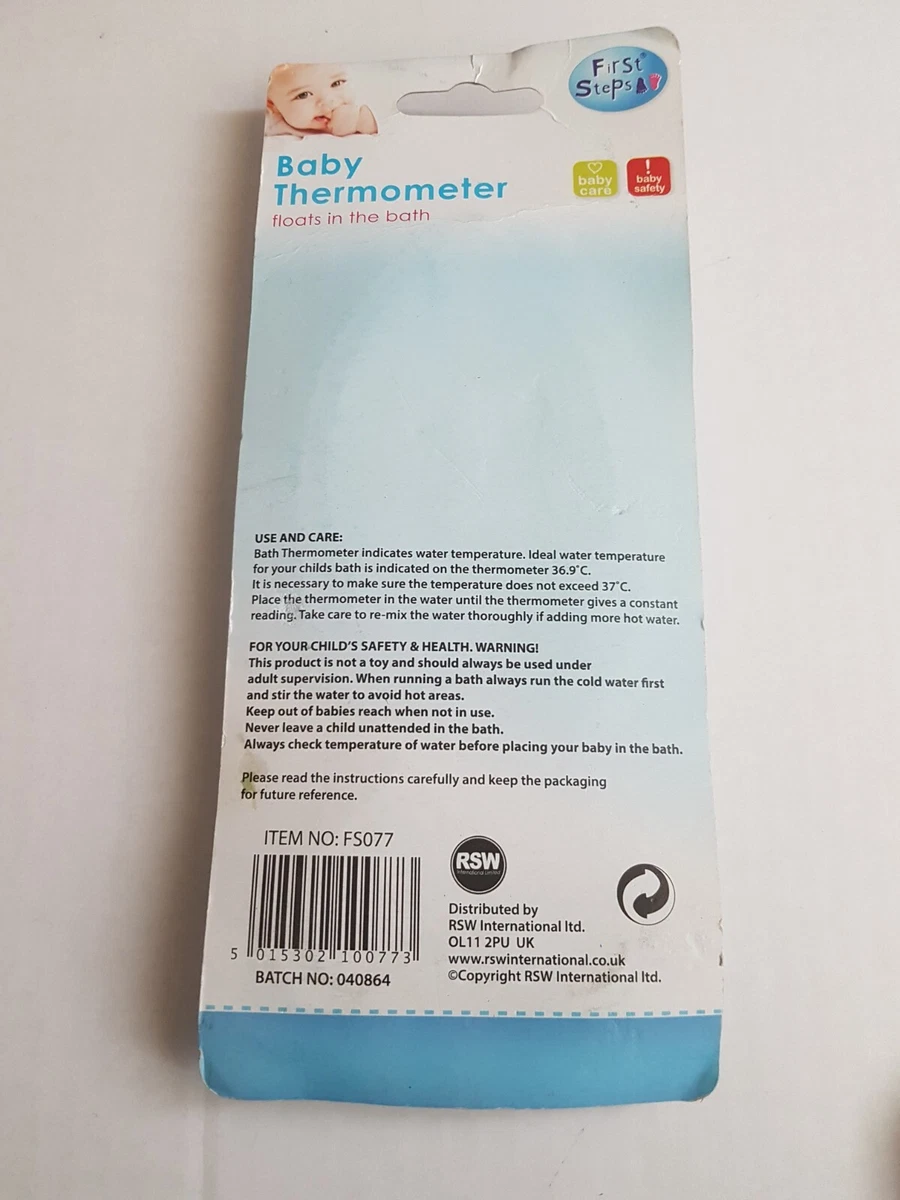 First
Steps
Baby
Thermometer
floats in the bath
baby
care
!
baby
safety
USE AND CARE:
Bath Thermometer indicates water temperature. Ideal water temperature
for your childs bath is indicated on the thermometer 36.9˚C.
It is necessary to make sure the temperature does not exceed 37˚C.
Place the thermometer in the water until the thermometer gives a constant
reading. Take care to re-mix the water thoroughly if adding more hot water.
FOR YOUR CHILD'S SAFETY & HEALTH. WARNING!
This product is not a toy and should always be used under
adult supervision. When running a bath always run the cold water first
and stir the water to avoid hot areas.
Keep out of babies reach when not in use.
Never leave a child unattended in the bath.
Always check temperature of water before placing your baby in the bath.
Please read the instructions carefully and keep the packaging
for future reference.
ITEM NO: FS077
5 015302 100773
BATCH NO: 040864
RSW
International Limited
Distributed by
RSW International ltd.
OL11 2PU UK
www.rswinternational.co.uk
©Copyright RSW International ltd.